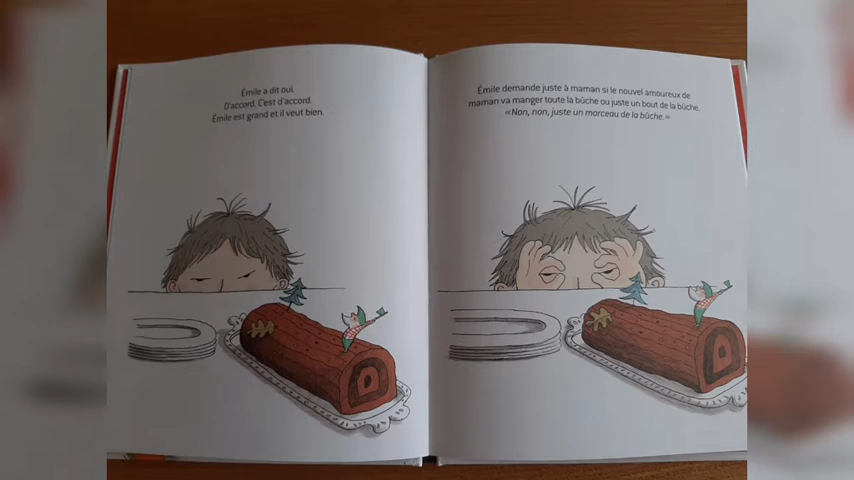 Émile a dit oui.
D'accord. C'est d'accord.
Émile est grand et il veut bien.
Émile demande juste à maman si le nouvel amoureux de
maman va manger toute la bûche ou juste un bout de la bûche.
« Non, non, juste un morceau de la bûche. »